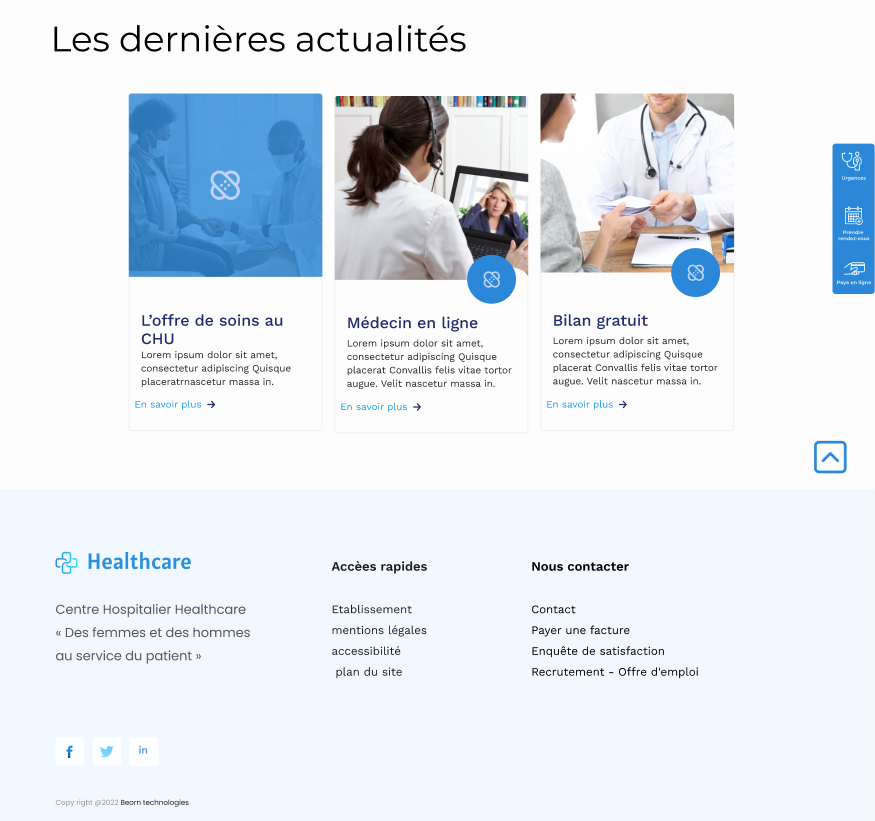 Les dernières actualités
L'offre de soins au
CHU
Lorem ipsum dolor sit amet,
consectetur adipiscing Quisque
placeratrnascetur massa in.
En savoir plus
Médecin en ligne
Lorem ipsum dolor sit amet,
consectetur adipiscing Quisque
placerat Convallis felis vitae tortor
augue. Velit nascetur massa in.
En savoir plus
Bilan gratuit
Lorem ipsum dolor sit amet,
consectetur adipiscing Quisque
placerat Convallis felis vitae tortor
augue. Velit nascetur massa in.
En savoir plus
Urgences
Prendre
rendez-vous
Paye en ligne
Healthcare
Centre Hospitalier Healthcare
« Des femmes et des hommes
au service du patient »
Accèes rapides
Etablissement
mentions légales
accessibilité
plan du site
Nous contacter
Contact
Payer une facture
Enquête de satisfaction
Recrutement - Offre d'emploi
f
in
Copy right @2022 Beorn technologies